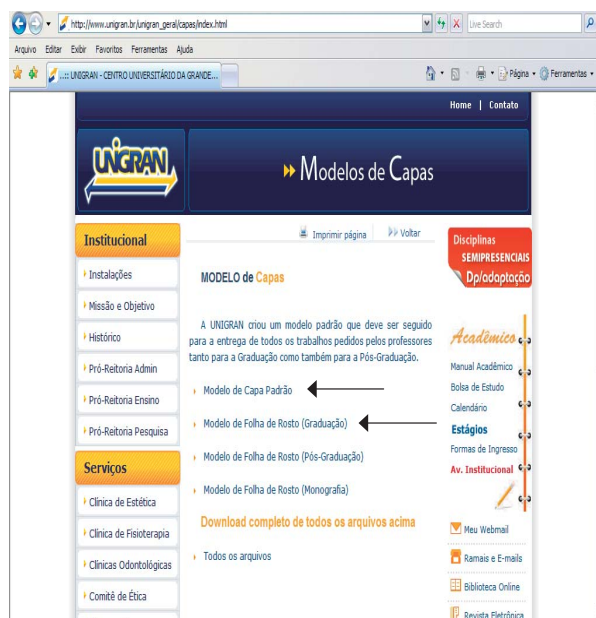 http://www.unigran.br/unigran_geral/capas/index.html
Live Search
Arquivo Editar Exibir Favoritos Ferramentas Ajuda
..:: UNIGRAN - CENTRO UNIVERSITÁRIO DA GRANDE...
Página
Ferramentas
Home | Contato
UNIGRAN
Modelos de Capas
Institucional
Instalações
Missão e Objetivo
Histórico
Pró-Reitoria Admin
Pró-Reitoria Ensino
Pró-Reitoria Pesquisa
Serviços
Clínica de Estética
Clínica de Fisioterapia
Clínicas Odontológicas
Comitê de Ética
Imprimir página
Voltar
MODELO de Capas
A UNIGRAN criou um modelo padrão que deve ser seguido
para a entrega de todos os trabalhos pedidos pelos professores
tanto para a Graduação como também para a Pós-Graduação.
Modelo de Capa Padrão
Modelo de Folha de Rosto (Graduação)
Modelo de Folha de Rosto (Pós-Graduação)
Modelo de Folha de Rosto (Monografia)
Download completo de todos os arquivos acima
Todos os arquivos
Disciplinas
SEMIPRESENCIAIS
Dp/adaptação
Acadêmico
Manual Acadêmico
Bolsa de Estudo
Calendário
Estágios
Formas de Ingresso
Av. Institucional
Meu Webmail
Ramais e E-mails
Biblioteca Online
Revista Eletrônica